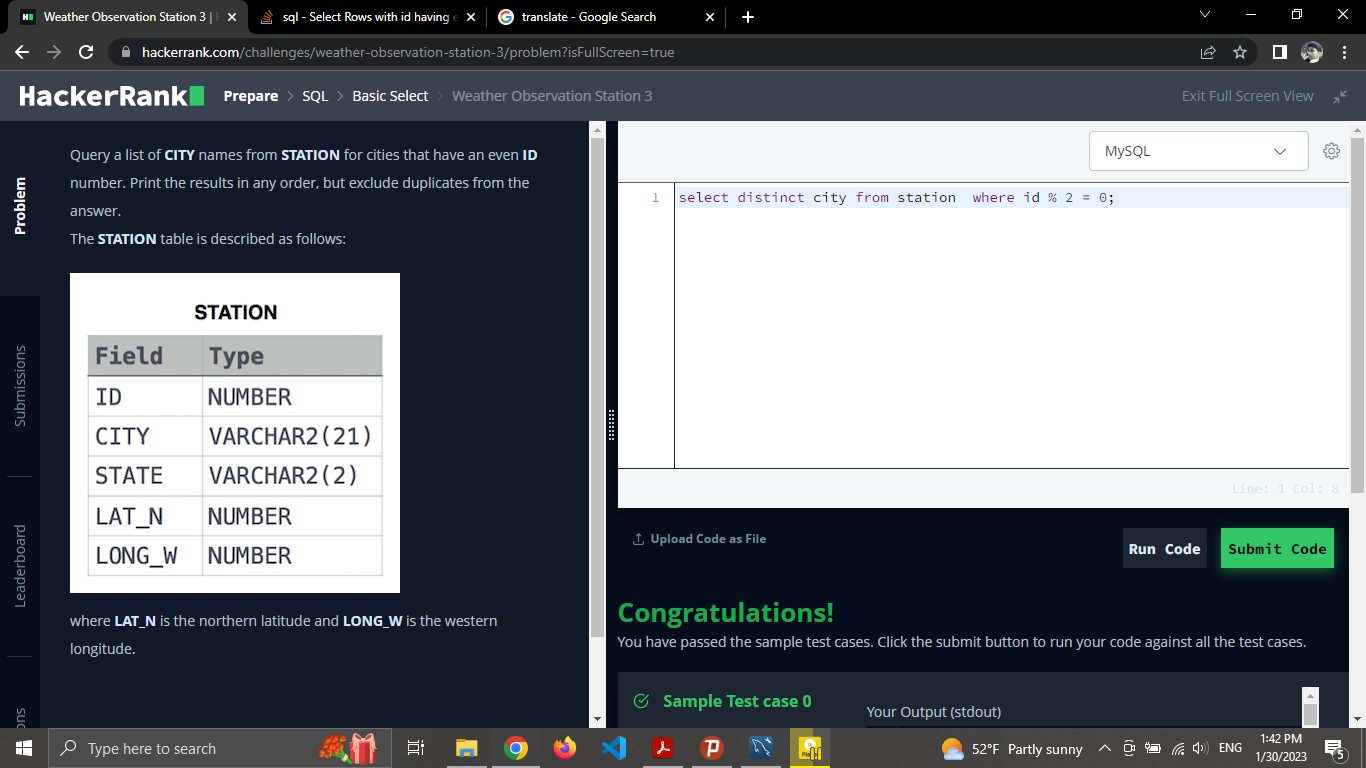 Weather Observation Station 3 |
sql - Select Rows with id having
translate - Google Search
hackerrank.com/challenges/weather-observation-station-3/problem?isFullScreen=true
HackerRank
Prepare > SQL > Basic Select > Weather Observation Station 3
Exit Full Screen View
Problem
Submissions
Leaderboard
Query a list of CITY names from STATION for cities that have an even ID
number. Print the results in any order, but exclude duplicates from the
answer.
The STATION table is described as follows:
STATION
Field Type
ID NUMBER
CITY VARCHAR2(21)
STATE VARCHAR2(2)
LAT_N NUMBER
LONG_W NUMBER
where LAT_N is the northern latitude and LONG_W is the western
longitude.
MySQL
1 select distinct city from station  where id % 2 = 0;
Line: 1 Col: 8
Upload Code as File
Run Code
Submit Code
Congratulations!
You have passed the sample test cases. Click the submit button to run your code against all the test cases.
Sample Test case 0
Your Output (stdout)
Type here to search
52°F Partly sunny
ENG
1:42 PM
1/30/2023
5